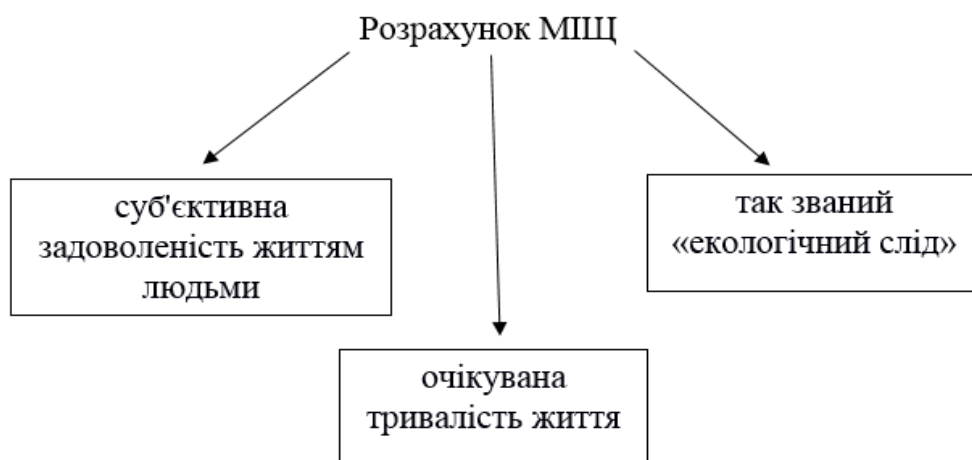 Розрахунок МІЩ
суб'єктивна
задоволеність життям
людьми
очікувана
тривалість життя
так званий
«екологічний слід»